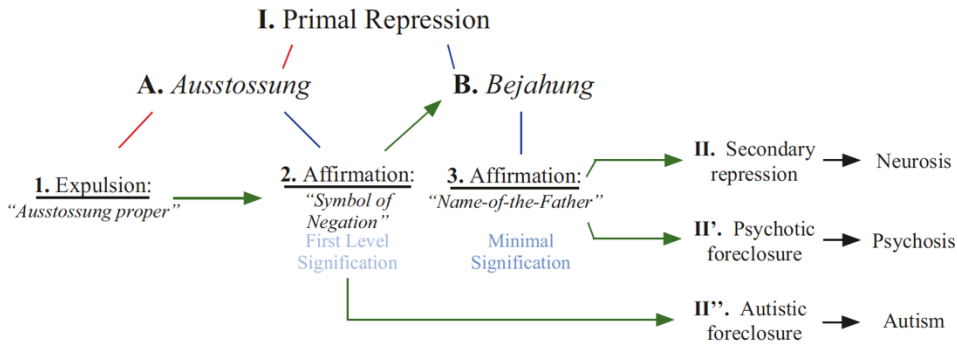 I. Primal Repression
A. Ausstossung
B. Bejahung
1. Expulsion:
“Ausstossung proper”
2. Affirmation:
“Symbol of
Negation”
First Level
Signification
3. Affirmation:
“Name-of-the-Father”
Minimal
Signification
II. Secondary
repression
Neurosis
II'. Psychotic
foreclosure
Psychosis
II''. Autistic
foreclosure
Autism